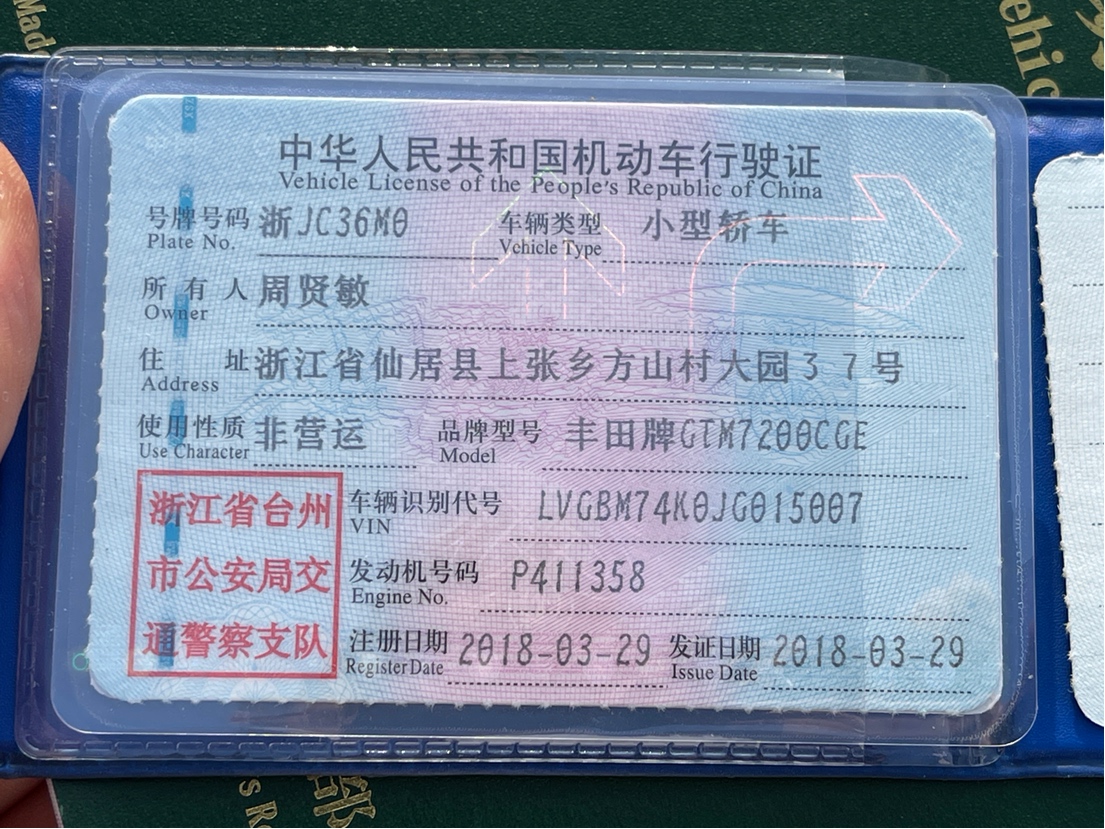 中华人民共和国机动车行驶证
Vehicle License of the People's Republic of China
号牌号码 浙JC36M0 车辆类型 小型轿车
Plate No. Vehicle Type
所有人 周贤敏
Owner
住址 浙江省仙居县上张乡方山村大园37号
Address
使用性质 非营运 品牌型号 丰田牌GTM7200CGE
Use Character Model
浙江省台州
市公安局交
通警察支队
车辆识别代号 LVGBM74K0JG015007
VIN
发动机号码 P411358
Engine No.
注册日期 2018-03-29 发证日期 2018-03-29
Register Date Issue Date